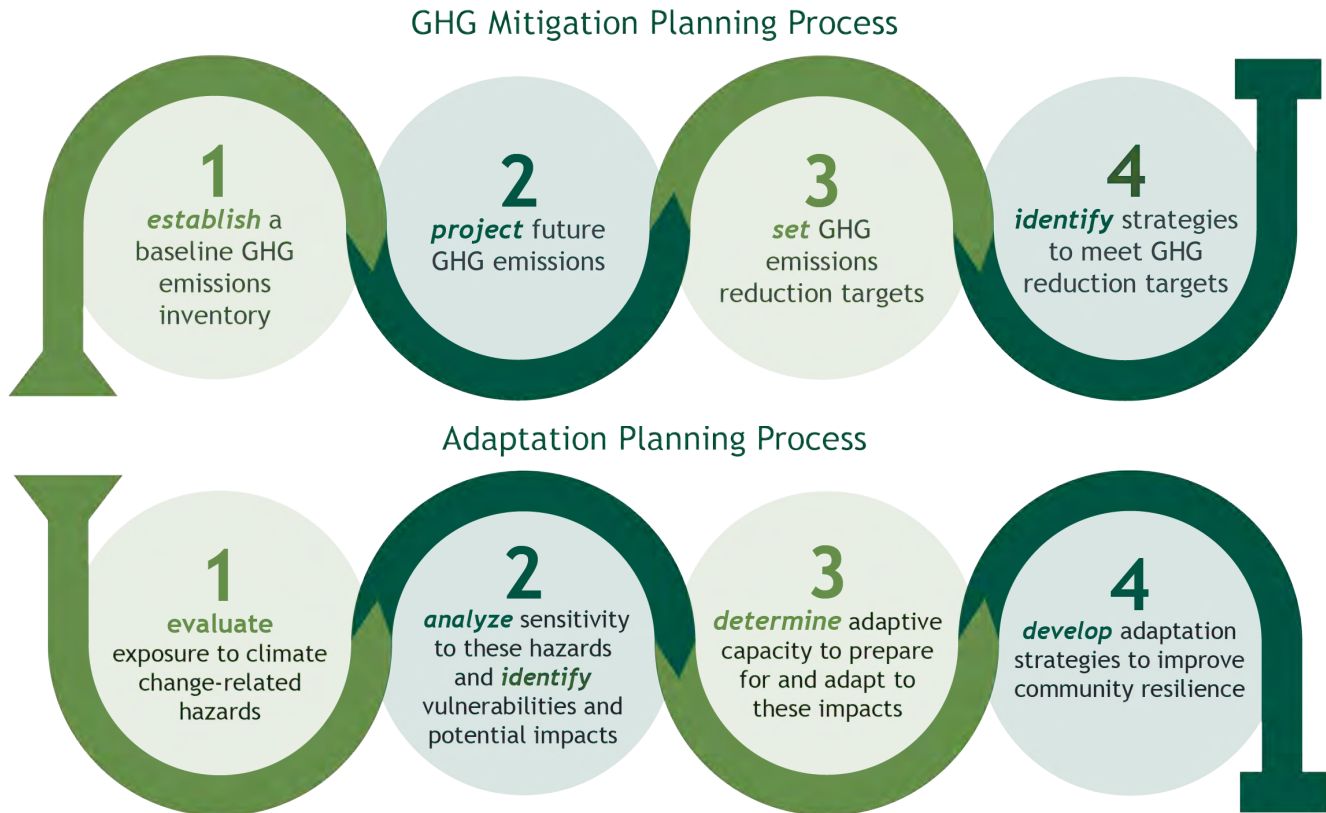 GHG Mitigation Planning Process
1
establish a
baseline GHG
emissions
inventory
2
project future
GHG emissions
3
set GHG
emissions
reduction targets
4
identify strategies
to meet GHG
reduction targets
Adaptation Planning Process
1
evaluate
exposure to climate
change-related
hazards
2
analyze sensitivity
to these hazards
and identify
vulnerabilities and
potential impacts
3
determine adaptive
capacity to prepare
for and adapt to
these impacts
4
develop adaptation
strategies to improve
community resilience